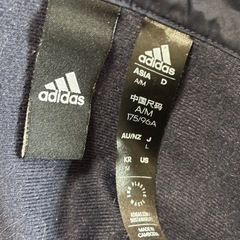 adidas
adidas
ASIA D
A/M
中国尺码
A/M
175/96A
AU/NZ J
L
KR US
MADE IN
CAMBODIA